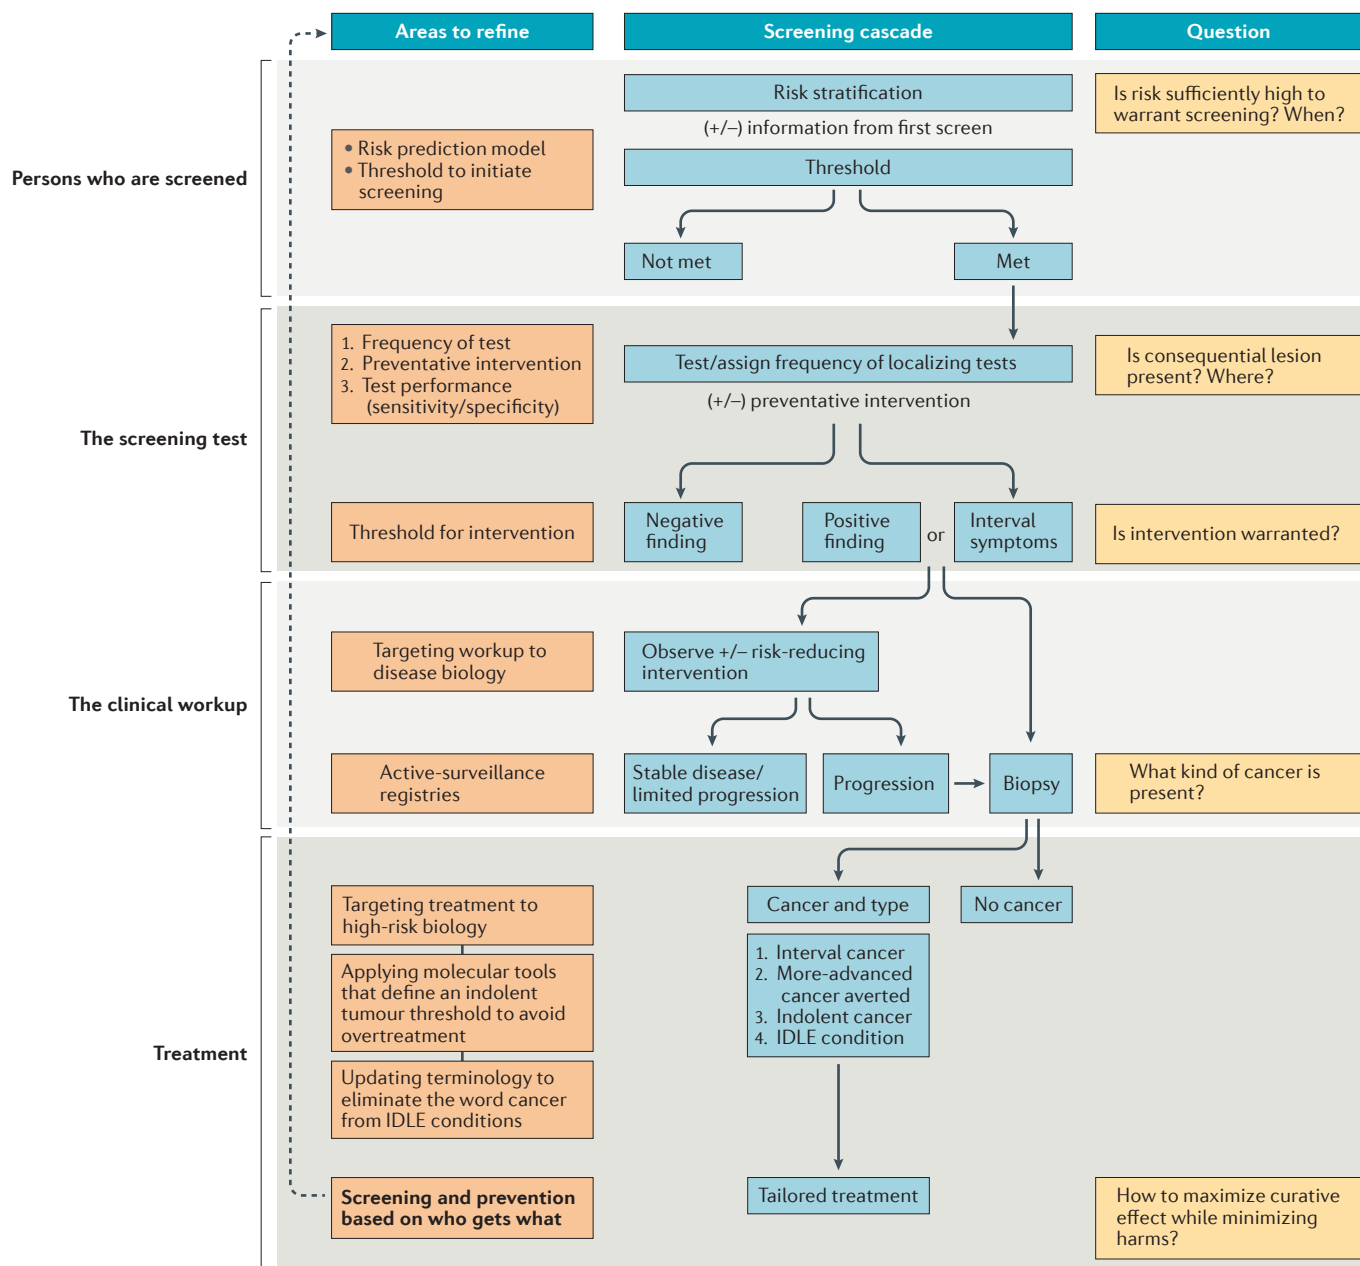 Areas to refine
Screening cascade
Question
Persons who are screened
• Risk prediction model
• Threshold to initiate
screening
Risk stratification
(+/–) information from first screen
Threshold
Not met
Met
Is risk sufficiently high to
warrant screening? When?
The screening test
1. Frequency of test
2. Preventative intervention
3. Test performance
(sensitivity/specificity)
Test/assign frequency of localizing tests
(+/–) preventative intervention
Is consequential lesion
present? Where?
Threshold for intervention
Negative
finding
Positive
finding
or
Interval
symptoms
Is intervention warranted?
The clinical workup
Targeting workup to
disease biology
Observe +/– risk-reducing
intervention
Active-surveillance
registries
Stable disease/
limited progression
Progression
Biopsy
What kind of cancer is
present?
Treatment
Targeting treatment to
high-risk biology
Applying molecular tools
that define an indolent
tumour threshold to avoid
overtreatment
Updating terminology to
eliminate the word cancer
from IDLE conditions
Screening and prevention
based on who gets what
Cancer and type
No cancer
1. Interval cancer
2. More-advanced
cancer averted
3. Indolent cancer
4. IDLE condition
Tailored treatment
How to maximize curative
effect while minimizing
harms?